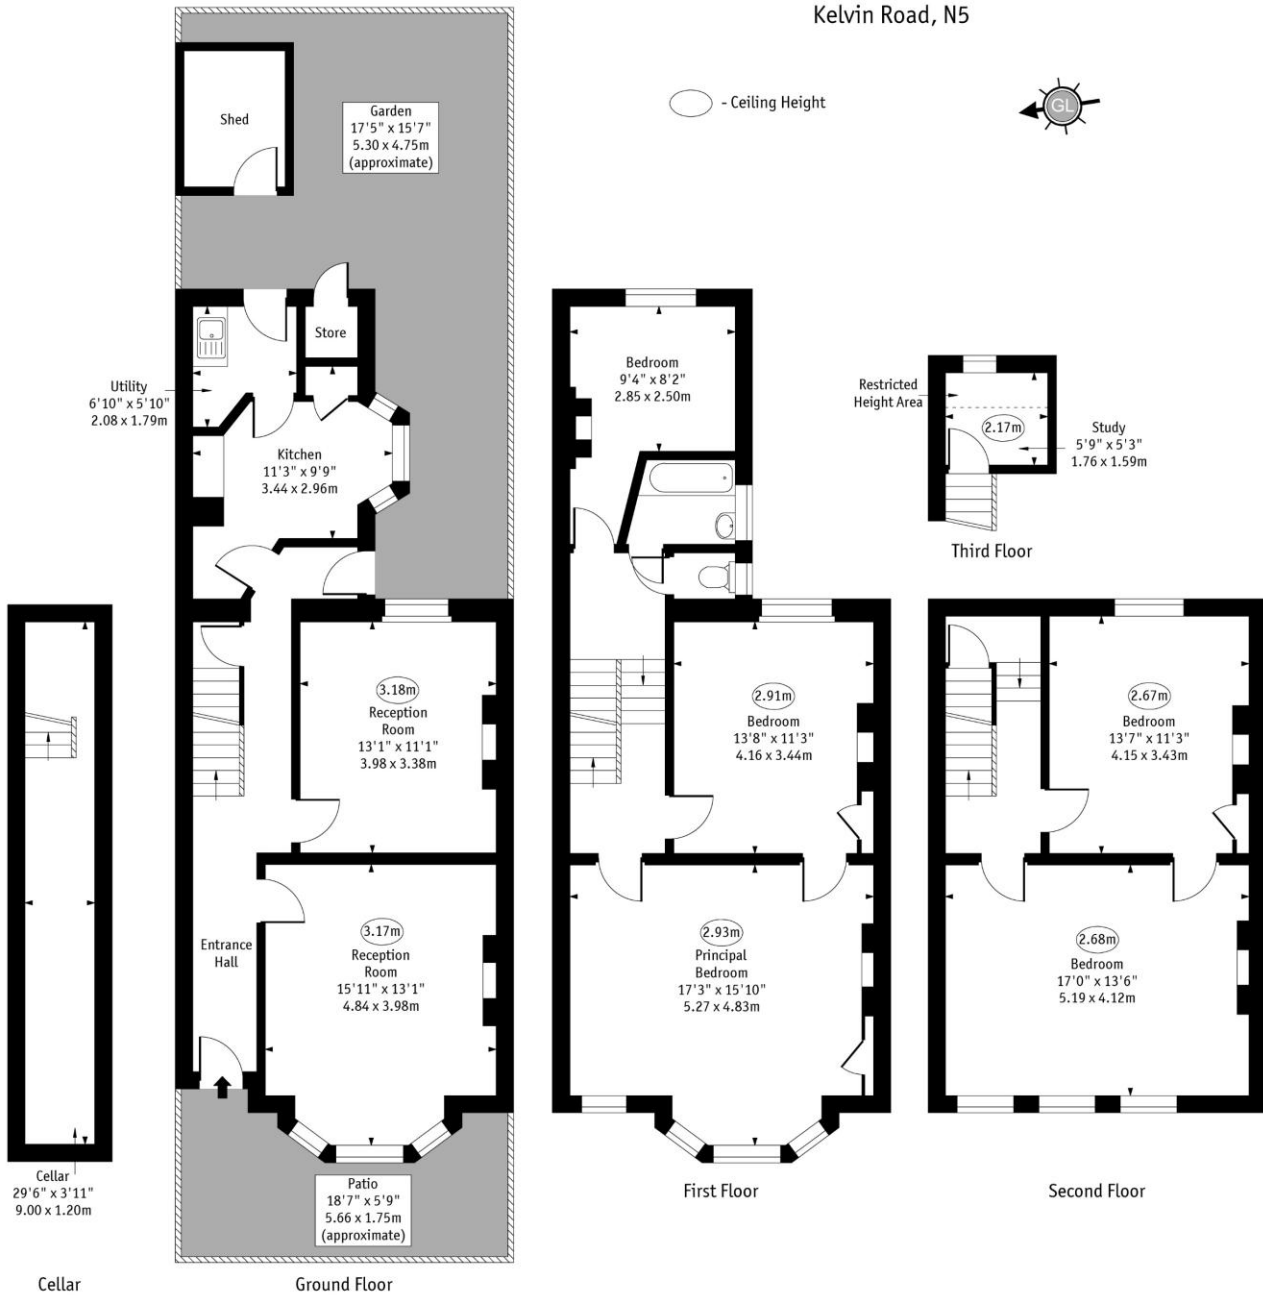 Kelvin Road, N5
- Ceiling Height
GL
Shed
Garden
17'5" x 15'7"
5.30 x 4.75m
(approximate)
Store
Utility
6'10" x 5'10"
2.08 x 1.79m
Kitchen
11'3" x 9'9"
3.44 x 2.96m
3.18m
Reception
Room
13'1" x 11'1"
3.98 x 3.38m
3.17m
Reception
Room
15'11" x 13'1"
4.84 x 3.98m
Entrance
Hall
Patio
18'7" x 5'9"
5.66 x 1.75m
(approximate)
Ground Floor
Cellar
29'6" x 3'11"
9.00 x 1.20m
Cellar
Bedroom
9'4" x 8'2"
2.85 x 2.50m
2.91m
Bedroom
13'8" x 11'3"
4.16 x 3.44m
2.93m
Principal
Bedroom
17'3" x 15'10"
5.27 x 4.83m
First Floor
Restricted
Height Area
2.17m
Study
5'9" x 5'3"
1.76 x 1.59m
Third Floor
2.67m
Bedroom
13'7" x 11'3"
4.15 x 3.43m
2.68m
Bedroom
17'0" x 13'6"
5.19 x 4.12m
Second Floor